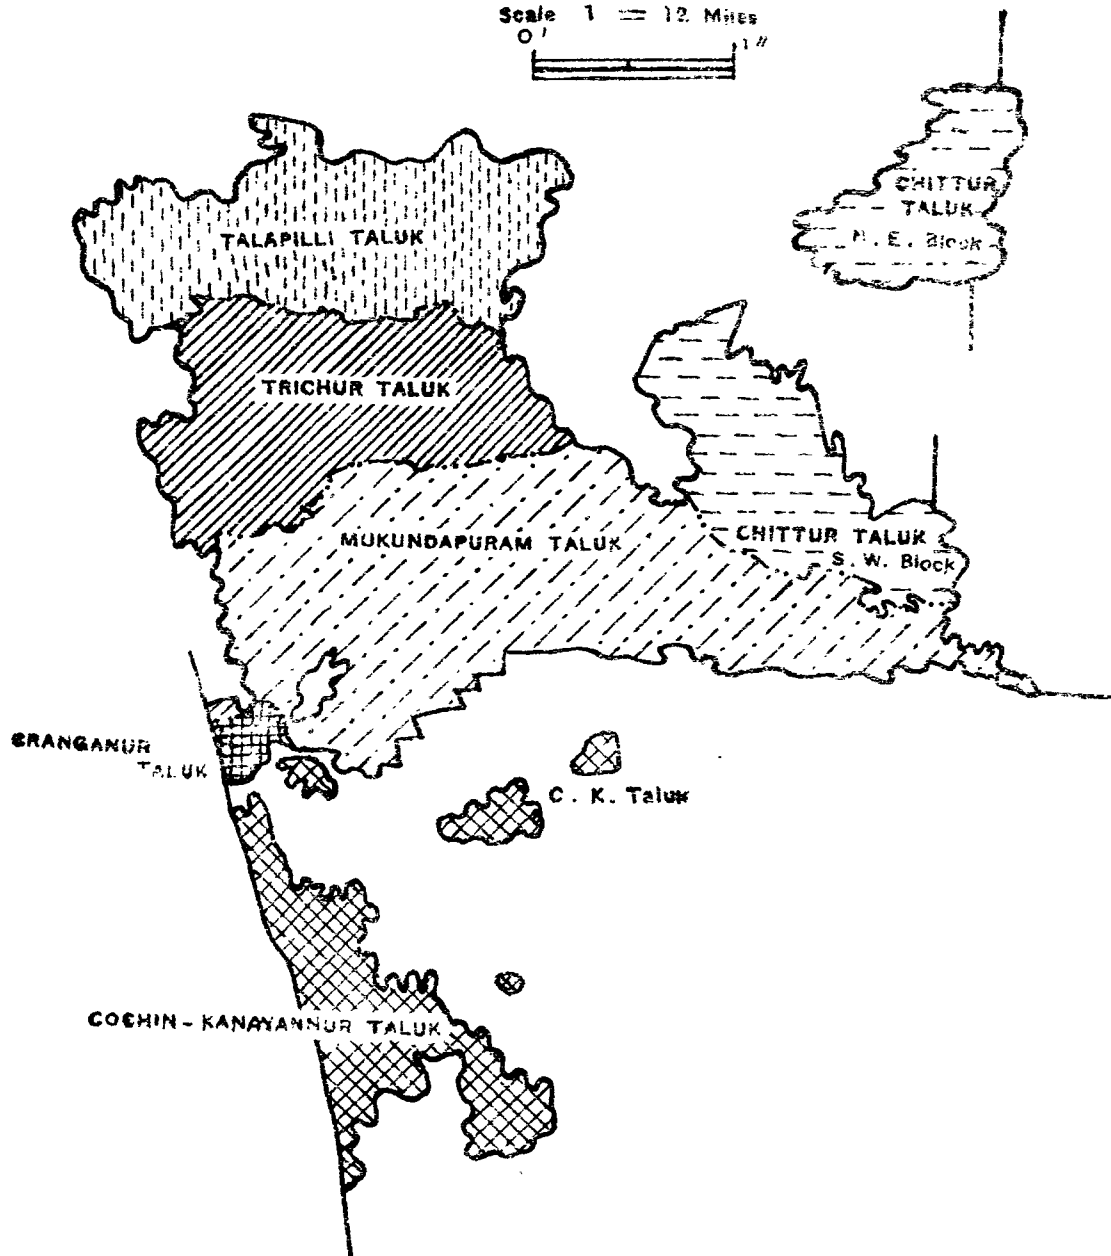 Scale 1 = 12 Miles
0' 1"
CHITTUR
TALUK
N. E. Block
TALAPILLI TALUK
TRICHUR TALUK
MUKUNDAPURAM TALUK
CHITTUR TALUK
S. W. Block
CRANGANUR
TALUK
C. K. Taluk
COCHIN - KANAYANNUR TALUK